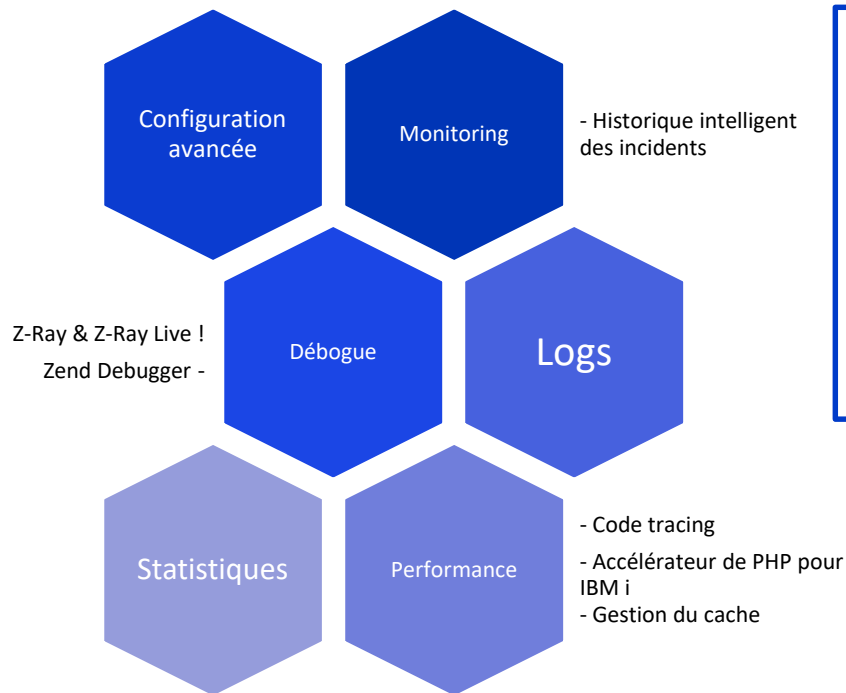 Configuration
avancée
Monitoring
- Historique intelligent
des incidents
Z-Ray & Z-Ray Live !
Zend Debugger -
Débogue
Logs
Statistiques
Performance
- Code tracing
- Accélérateur de PHP pour
IBM i
- Gestion du cache